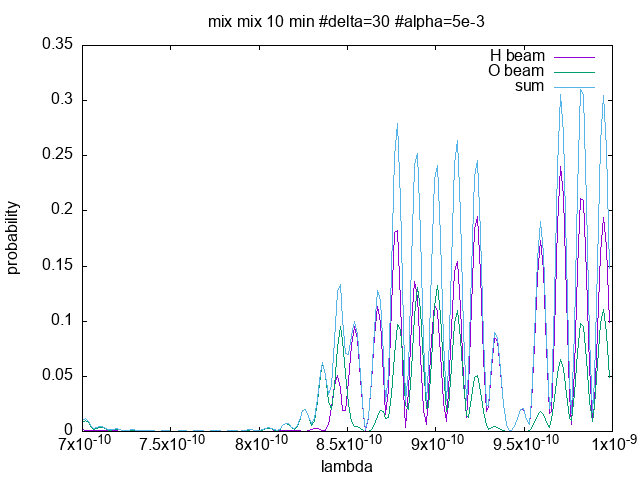 mix mix 10 min #delta=30 #alpha=5e-3
H beam
O beam
sum
probability
0.35
0.3
0.25
0.2
0.15
0.1
0.05
0
7x10⁻¹⁰ 7.5x10⁻¹⁰ 8x10⁻¹⁰ 8.5x10⁻¹⁰ 9x10⁻¹⁰ 9.5x10⁻¹⁰ 1x10⁻⁹
lambda